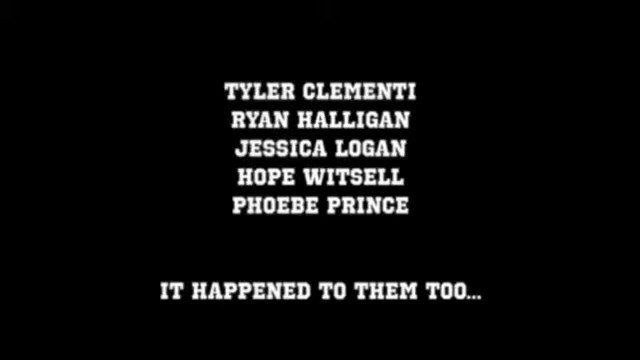 TYLER CLEMENTI
RYAN HALLIGAN
JESSICA LOGAN
HOPE WITSELL
PHOEBE PRINCE
IT HAPPENED TO THEM TOO...